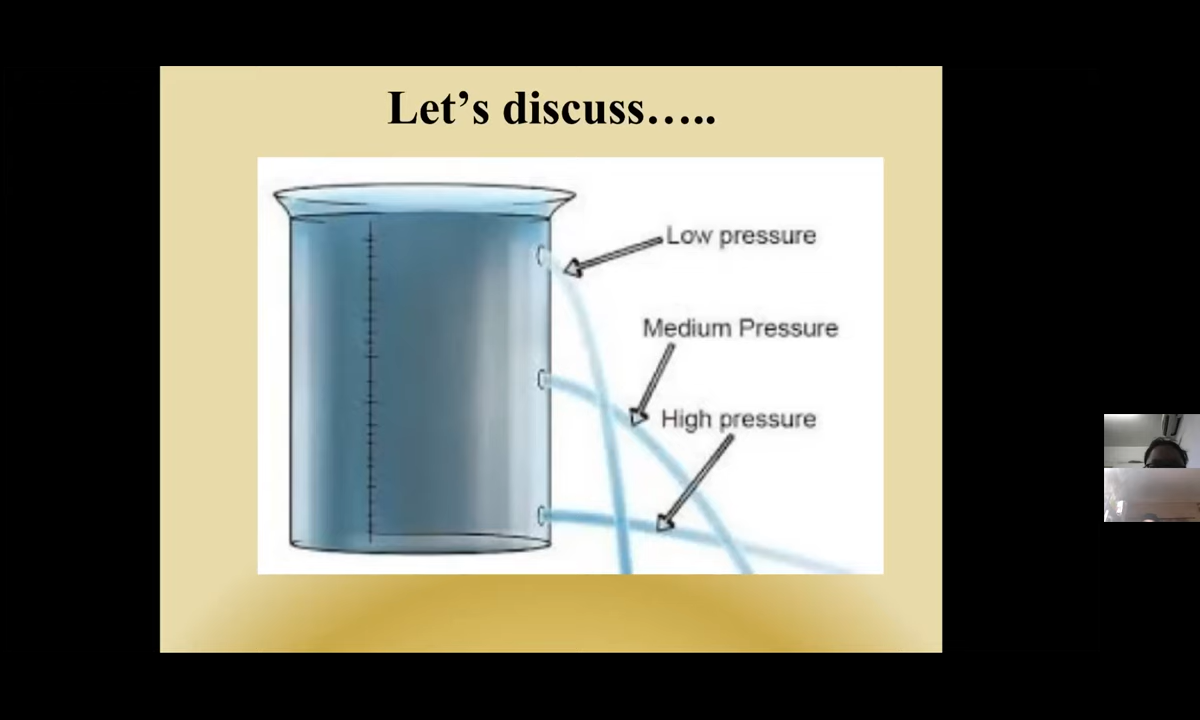 Let’s discuss…..
Low pressure
Medium Pressure
High pressure